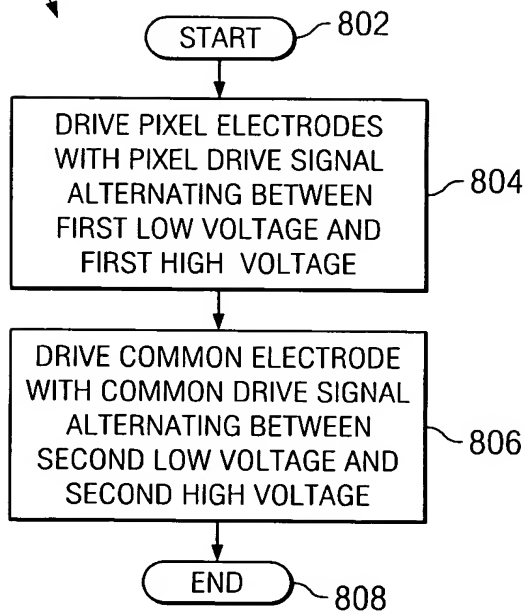 START
802
DRIVE PIXEL ELECTRODES
WITH PIXEL DRIVE SIGNAL
ALTERNATING BETWEEN
FIRST LOW VOLTAGE AND
FIRST HIGH VOLTAGE
804
DRIVE COMMON ELECTRODE
WITH COMMON DRIVE SIGNAL
ALTERNATING BETWEEN
SECOND LOW VOLTAGE AND
SECOND HIGH VOLTAGE
806
END
808